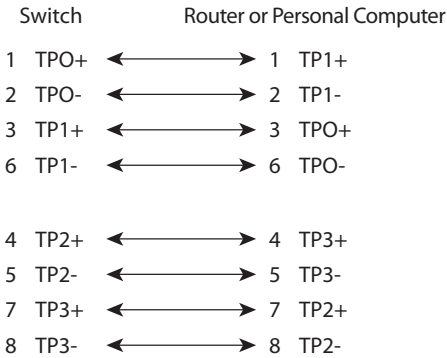 Switch Router or Personal Computer
1 TPO+ 1 TP1+
2 TPO- 2 TP1-
3 TP1+ 3 TPO+
6 TP1- 6 TPO-
4 TP2+ 4 TP3+
5 TP2- 5 TP3-
7 TP3+ 7 TP2+
8 TP3- 8 TP2-